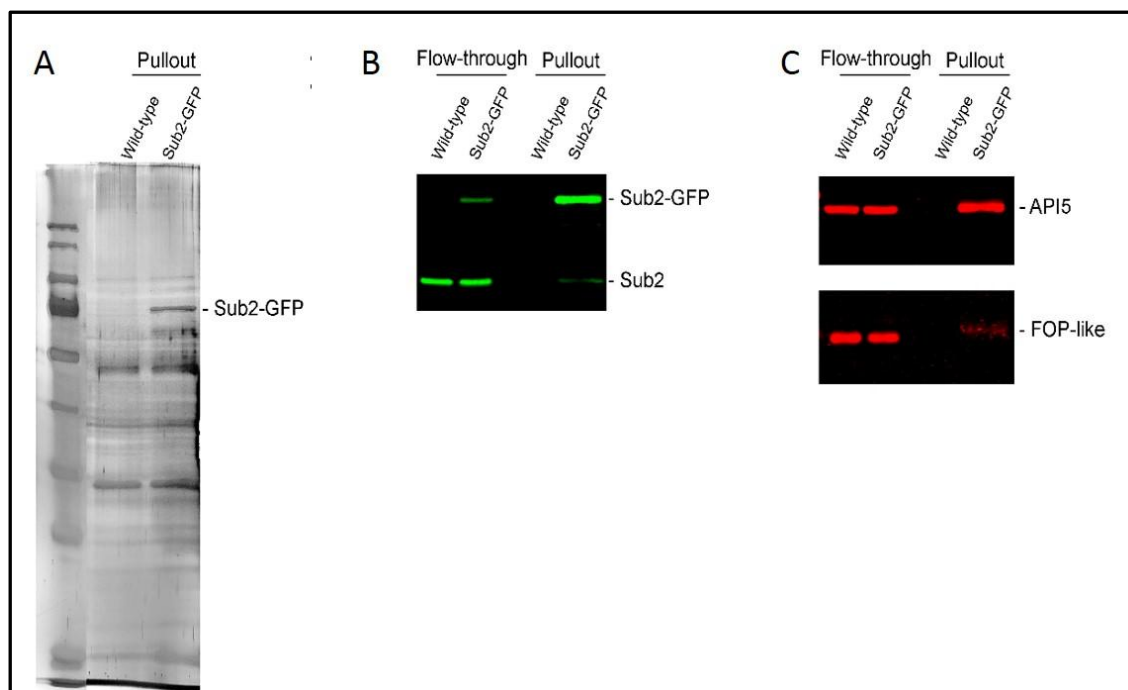 A
Pullout
Wild-type
Sub2-GFP
- Sub2-GFP
B
Flow-through
Pullout
Wild-type
Sub2-GFP
Wild-type
Sub2-GFP
- Sub2-GFP
- Sub2
C
Flow-through
Pullout
Wild-type
Sub2-GFP
Wild-type
Sub2-GFP
- API5
- FOP-like